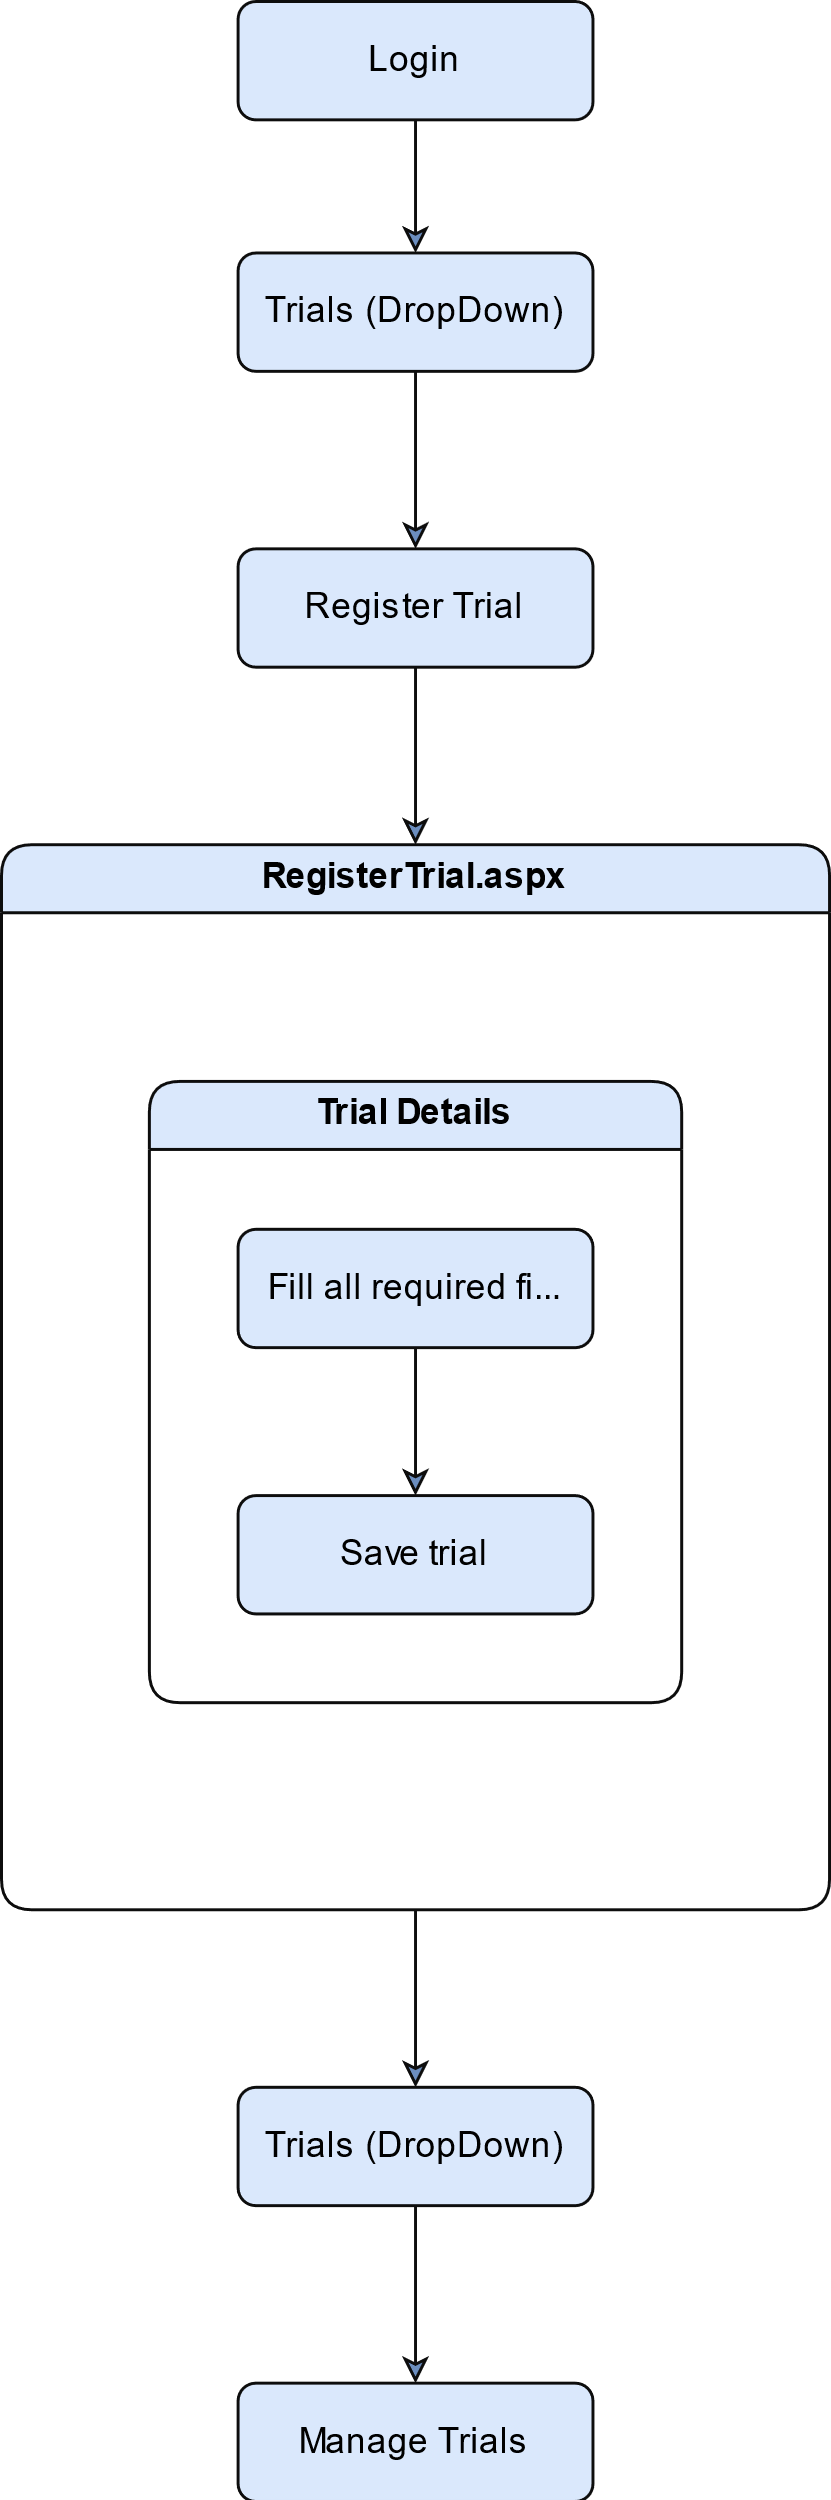 Login
Trials (DropDown)
Register Trial
RegisterTrial.aspx
Trial Details
Fill all required fi...
Save trial
Trials (DropDown)
Manage Trials